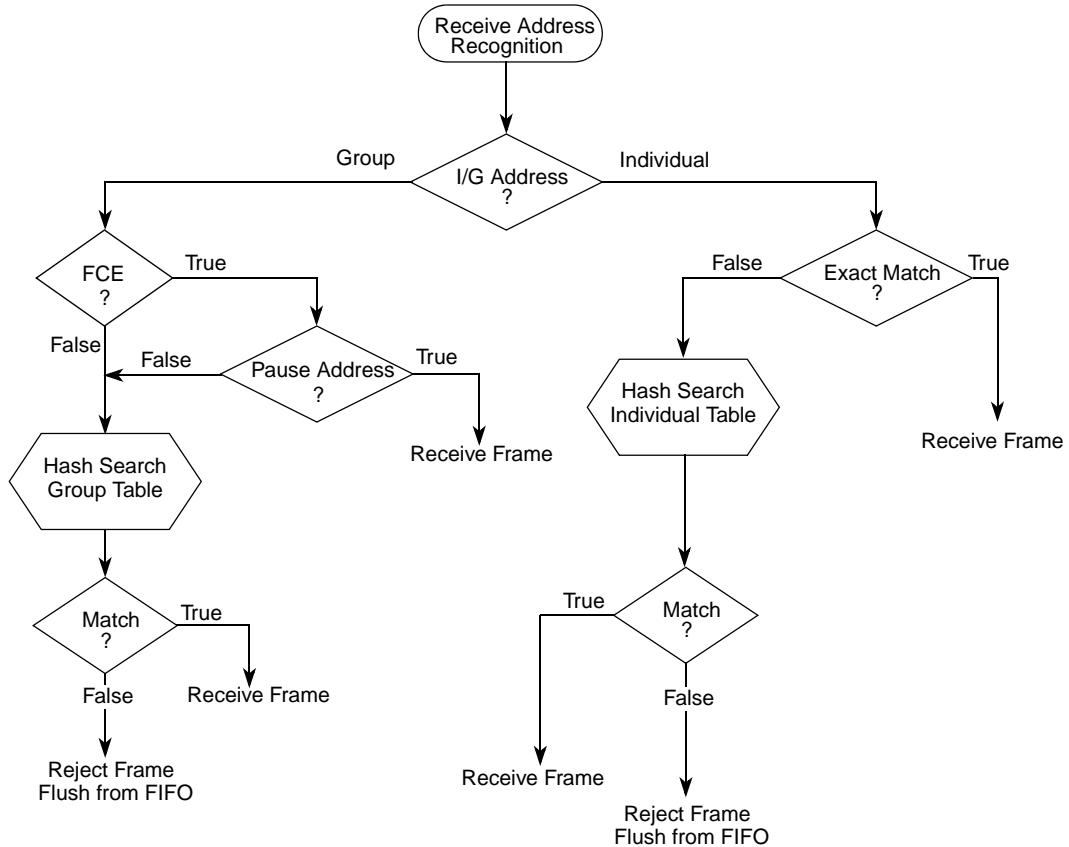 Receive Address
Recognition
Group
I/G Address
?
Individual
FCE
?
True
False
Pause Address
?
False
True
Receive Frame
Hash Search
Group Table
Match
?
True
False
Receive Frame
Reject Frame
Flush from FIFO
False
Exact Match
?
True
Hash Search
Individual Table
Receive Frame
True
Match
?
False
Receive Frame
Reject Frame
Flush from FIFO